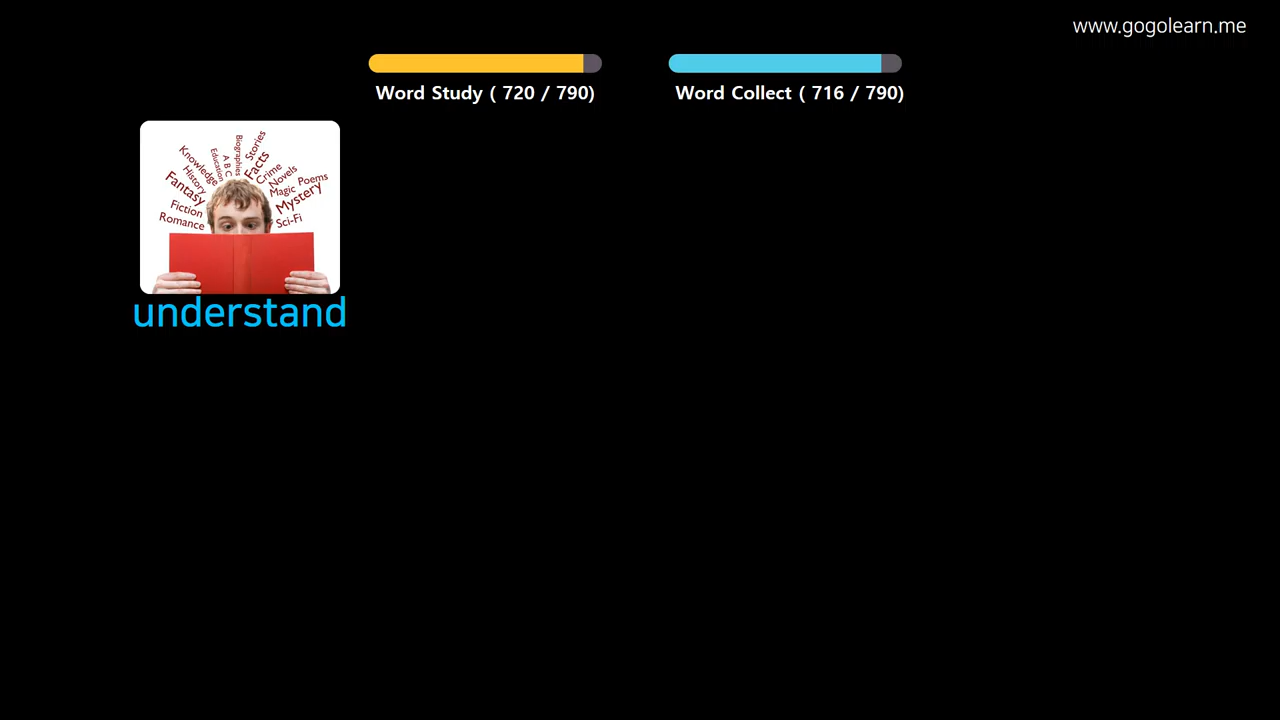 www.gogolearn.me
Word Study ( 720 / 790)
Word Collect ( 716 / 790)
Stories
Biographies
Facts
A B C
Education
Crime
Knowledge
Novels
History
Magic
Poems
Fantasy
Mystery
Fiction
Romance
Sci-Fi
understand